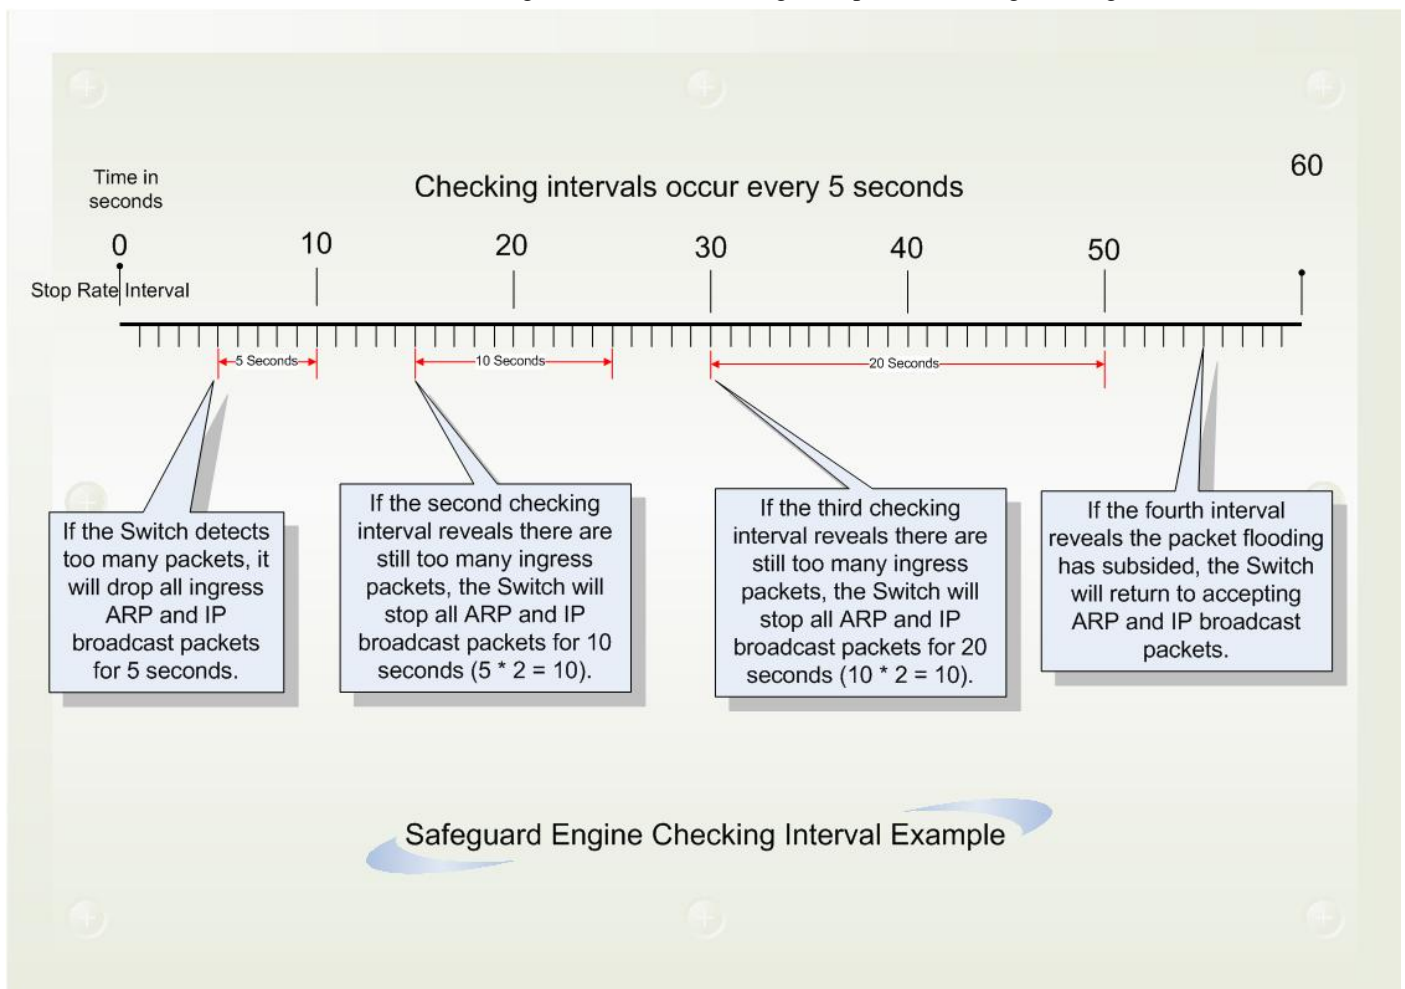 Time in
seconds
Checking intervals occur every 5 seconds
60
0
10
20
30
40
50
Stop Rate Interval
5 Seconds
10 Seconds
20 Seconds
If the Switch detects
too many packets, it
will drop all ingress
ARP and IP
broadcast packets
for 5 seconds.
If the second checking
interval reveals there are
still too many ingress
packets, the Switch will
stop all ARP and IP
broadcast packets for 10
seconds (5 * 2 = 10).
If the third checking
interval reveals there are
still too many ingress
packets, the Switch will
stop all ARP and IP
broadcast packets for 20
seconds (10 * 2 = 10).
If the fourth interval
reveals the packet flooding
has subsided, the Switch
will return to accepting
ARP and IP broadcast
packets.
Safeguard Engine Checking Interval Example